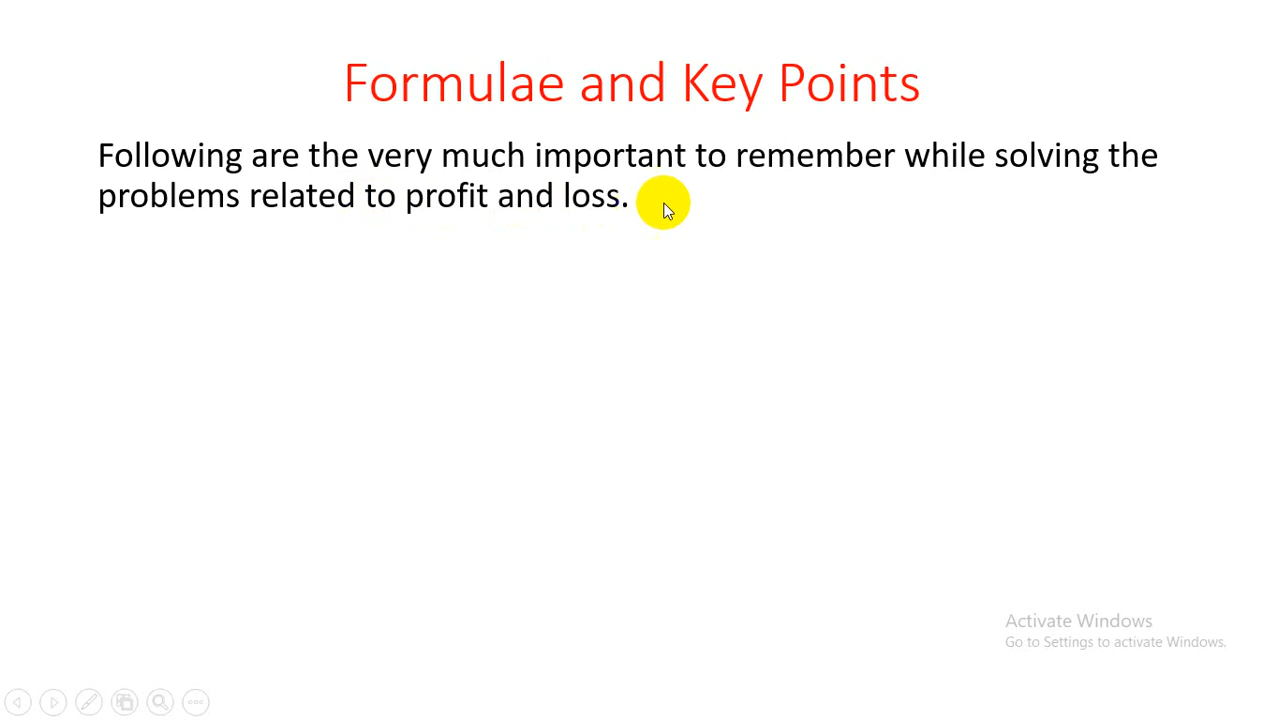 Formulae and Key Points
Following are the very much important to remember while solving the
problems related to profit and loss.
Activate Windows
Go to Settings to activate Windows.